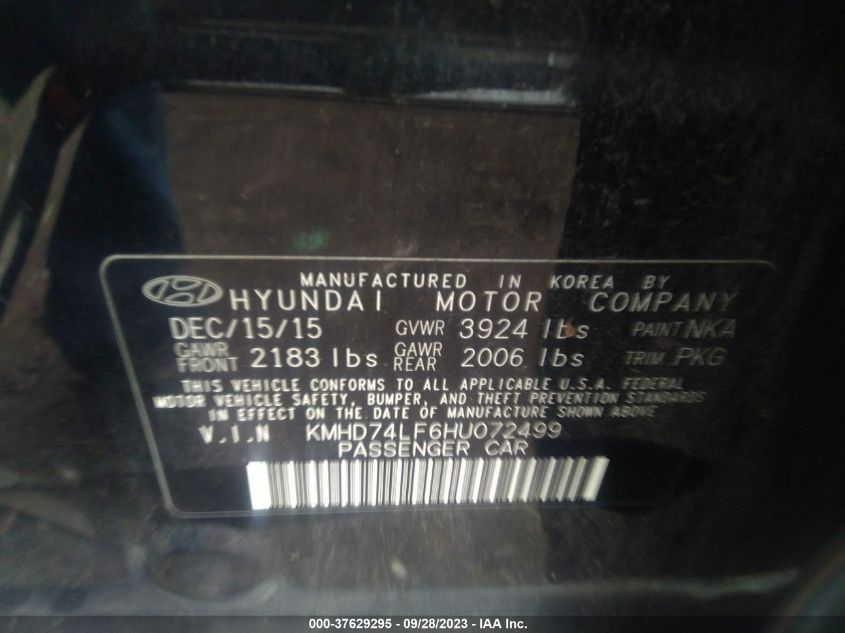 MANUFACTURED IN KOREA BY
HYUNDAI MOTOR COMPANY
DEC/15/15 GVWR 3924 lbs PAINT NKA
GAWR FRONT 2183 lbs GAWR REAR 2006 lbs TRIM PKG
THIS VEHICLE CONFORMS TO ALL APPLICABLE U.S.A. FEDERAL
MOTOR VEHICLE SAFETY, BUMPER, AND THEFT PREVENTION STANDARDS
IN EFFECT ON THE DATE OF MANUFACTURE SHOWN ABOVE
V.I.N KMHD74LF6HU072499
PASSENGER CAR
000-37629295 - 09/28/2023 - IAA Inc.